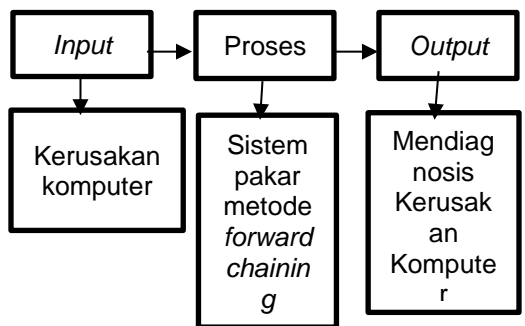 Input
Proses
Output
Kerusakan
komputer
Sistem
pakar
metode
forward
chainin
g
Mendiag
nosis
Kerusak
an
Kompute
r